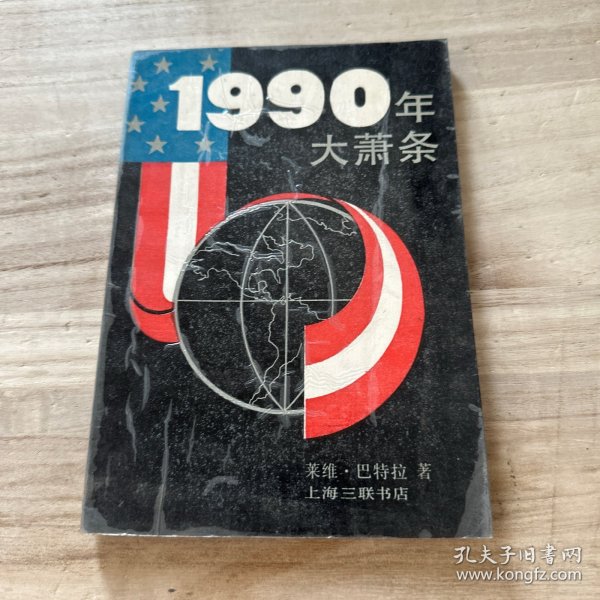 1990年
大萧条
莱维·巴特拉 著
上海三联书店
孔夫子旧书网
www.kongfz.com